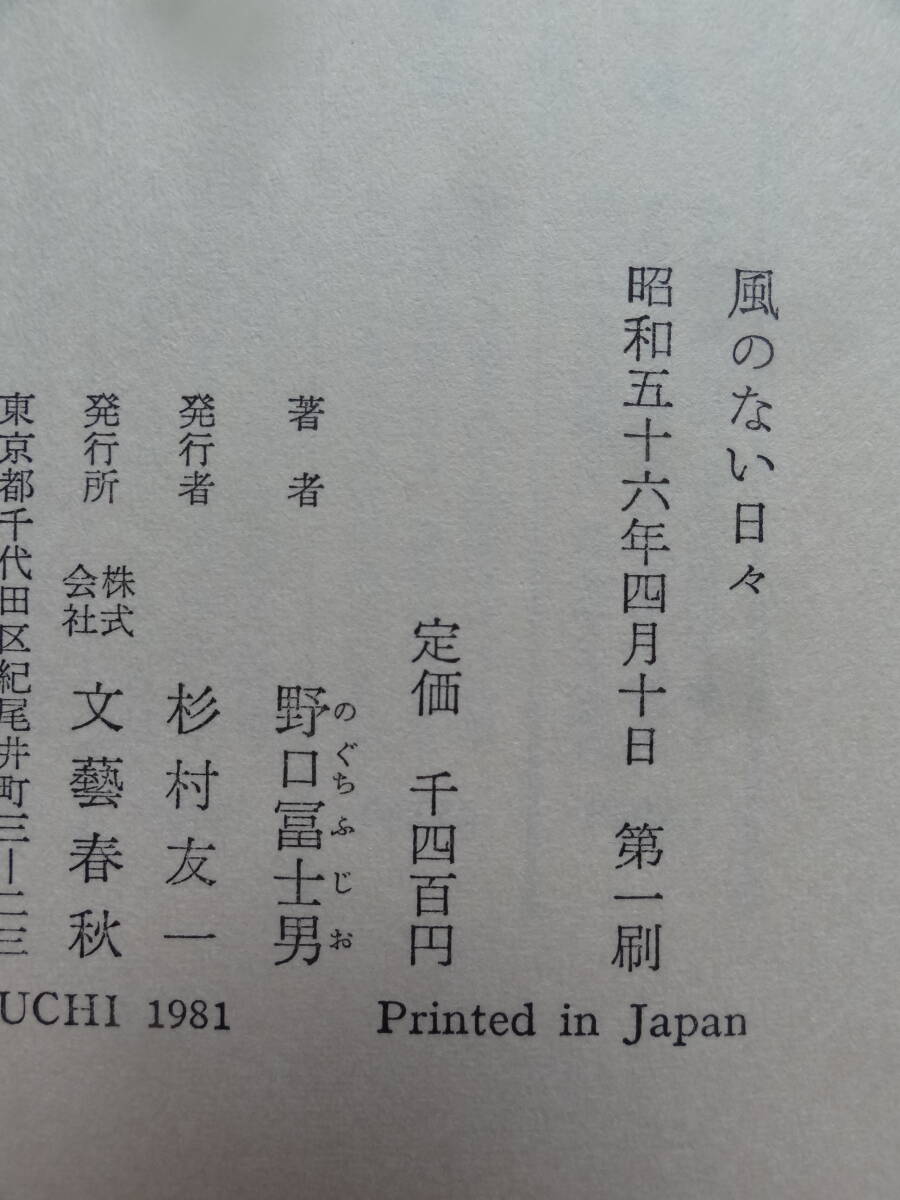 風のない日々
昭和五十六年四月十日　第一刷
定価　千四百円
著者　野口冨士男
のぐちふじお
発行者　杉村友一
発行所　株式会社　文藝春秋
東京都千代田区紀尾井町三―二三
UCHI 1981　Printed in Japan